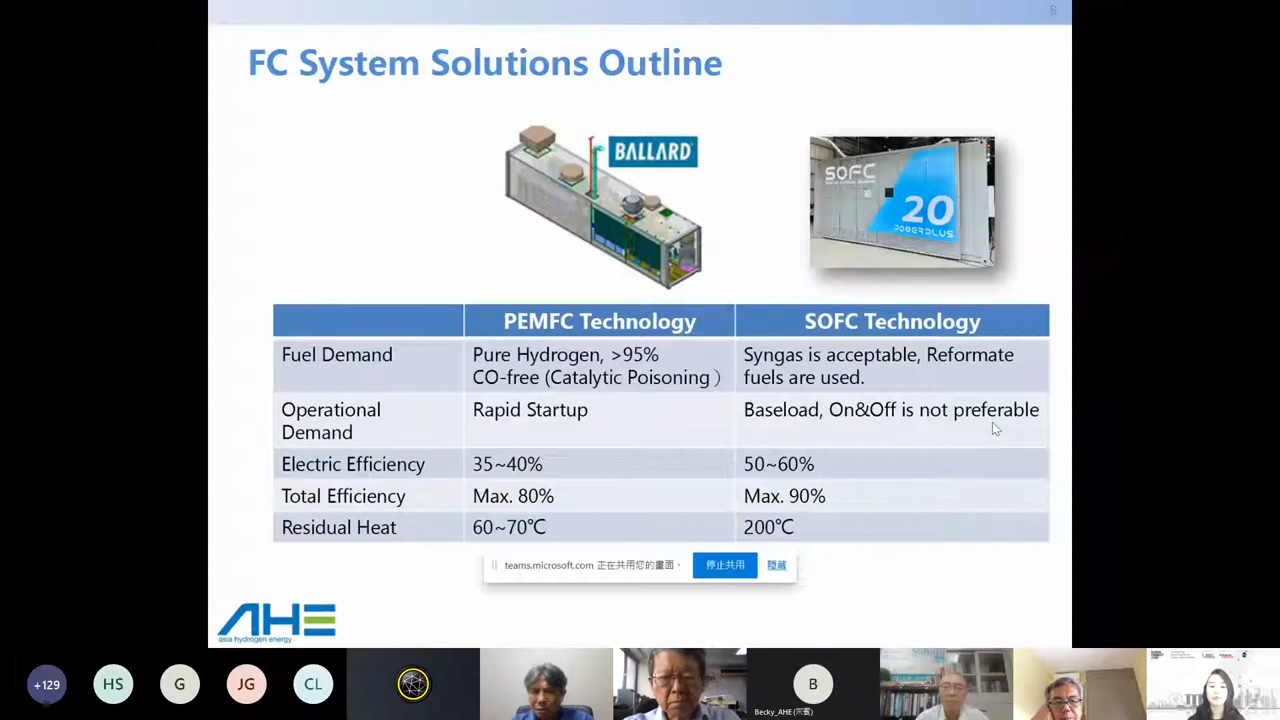 8
FC System Solutions Outline
BALLARD
SOFC
20
POWERPLUS
PEMFC Technology SOFC Technology
Fuel Demand Pure Hydrogen, >95% Syngas is acceptable, Reformate
CO-free (Catalytic Poisoning） fuels are used.
Operational Rapid Startup Baseload, On&Off is not preferable
Demand
Electric Efficiency 35~40% 50~60%
Total Efficiency Max. 80% Max. 90%
Residual Heat 60~70℃ 200℃
teams.microsoft.com 正在共用您的畫面。 停止共用 隱藏
AHE
asia hydrogen energy
+129 HS G JG CL B
Becky_AHE (來賓)